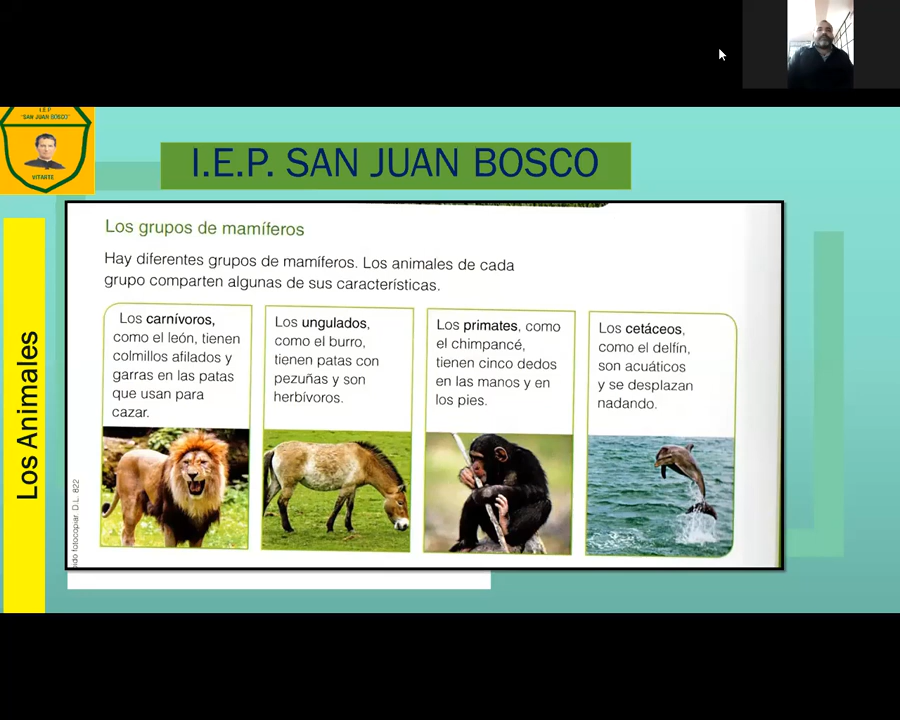 I.E.P
"SAN JUAN BOSCO"
VITARTE
I.E.P. SAN JUAN BOSCO
Los Animales
Los grupos de mamíferos
Hay diferentes grupos de mamíferos. Los animales de cada
grupo comparten algunas de sus características.
Los carnívoros,
como el león, tienen
colmillos afilados y
garras en las patas
que usan para
cazar.
Los ungulados,
como el burro,
tienen patas con
pezuñas y son
herbívoros.
Los primates, como
el chimpancé,
tienen cinco dedos
en las manos y en
los pies.
Los cetáceos,
como el delfín,
son acuáticos
y se desplazan
nadando.
fotocopiar. D.L. 822